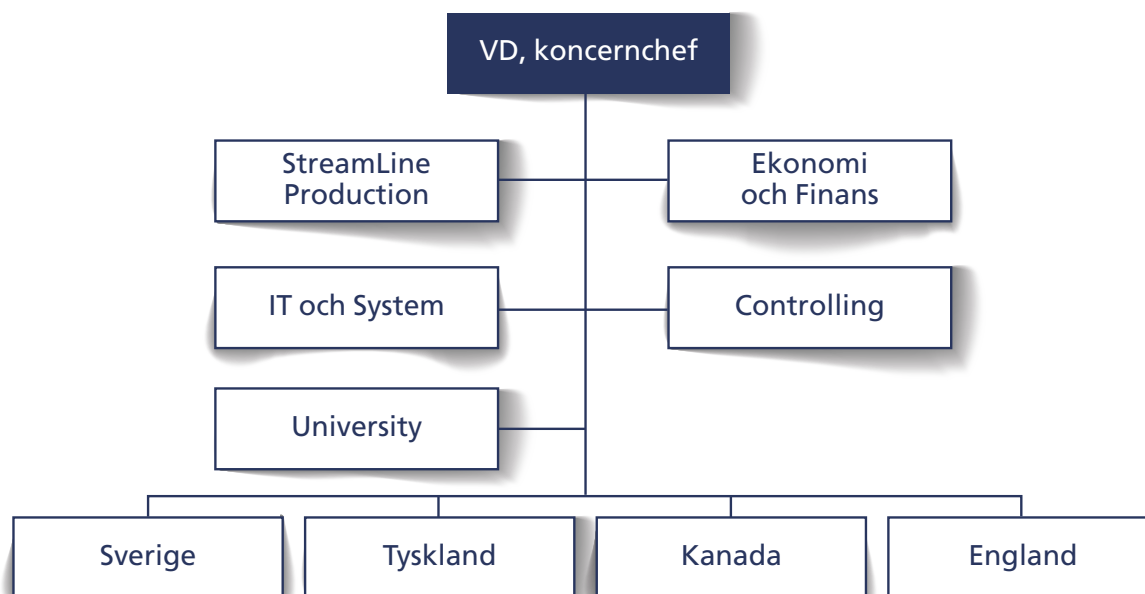 VD, koncernchef
StreamLine
Production
Ekonomi
och Finans
IT och System
Controlling
University
Sverige
Tyskland
Kanada
England